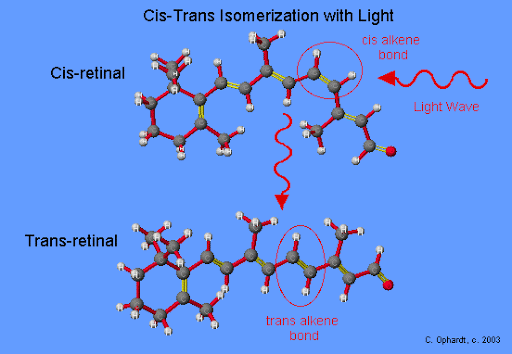 Cis-Trans Isomerization with Light
cis alkene
bond
Cis-retinal
Light Wave
Trans-retinal
trans alkene
bond
C. Ophardt, c. 2003